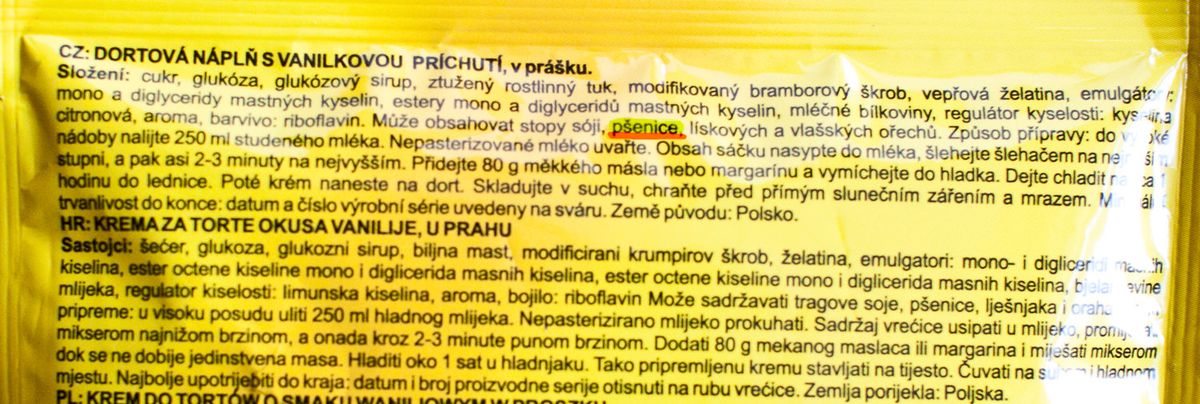 CZ: DORTOVÁ NÁPLŇ S VANILKOVOU PŘÍCHUTÍ, v prášku.
Složení: cukr, glukóza, glukózový sirup, ztužený rostlinný tuk, modifikovaný bramborový škrob, vepřová želatina, emulgátory:
mono a diglyceridy mastných kyselin, estery mono a diglyceridů mastných kyselin, mléčné bílkoviny, regulátor kyselosti: kyselina
citronová, aroma, barvivo: riboflavin. Může obsahovat stopy sóji, pšenice, lískových a vlašských ořechů. Způsob přípravy: do
nádoby nalijte 250 ml studeného mléka. Nepasterizované mléko uvařte. Obsah sáčku nasypte do mléka, šlehejte šlehačem na
stupni, a pak asi 2-3 minuty na nejvyšším. Přidejte 80 g měkkého másla nebo margarínu a vymíchejte do hladka. Dejte chladit
hodinu do lednice. Poté krém naneste na dort. Skladujte v suchu, chraňte před přímým slunečním zářením a mrazem.
trvanlivost do konce: datum a číslo výrobní série uvedeny na sváru. Země původu: Polsko.
HR: KREMA ZA TORTE OKUSA VANILIJE, U PRAHU
Sastojci: šećer, glukoza, glukozni sirup, biljna mast, modificirani krumpirov škrob, želatina, emulgatori: mono- i digliceridi masnih
kiselina, ester octene kiseline mono i diglicerida masnih kiselina, ester octene kiseline mono i diglicerida masnih kiselina,
mlijeka, regulator kiselosti: limunska kiselina, aroma, bojilo: riboflavin Može sadržavati tragove soje, pšenice, lješnjaka i
pripreme: u visoku posudu uliti 250 ml hladnog mlijeka. Nepasterizirano mlijeko prokuhati. Sadržaj vrećice usipati u mlijeko,
mikserom najnižom brzinom, a onada kroz 2-3 minute punom brzinom. Dodati 80 g mekanog maslaca ili margarina i miješati mikserom
dok se ne dobije jedinstvena masa. Hladiti oko 1 sat u hladnjaku. Tako pripremljenu kremu stavljati na tijesto. Čuvati na i hladnom
mjestu. Najbolje upotrijebiti do kraja: datum i broj proizvodne serije otisnuti na rubu vrećice. Zemlja porijekla: Poljska.
PL: KREM DO TORTÓW O SMAKU WANILIOWYM W PROSZKU